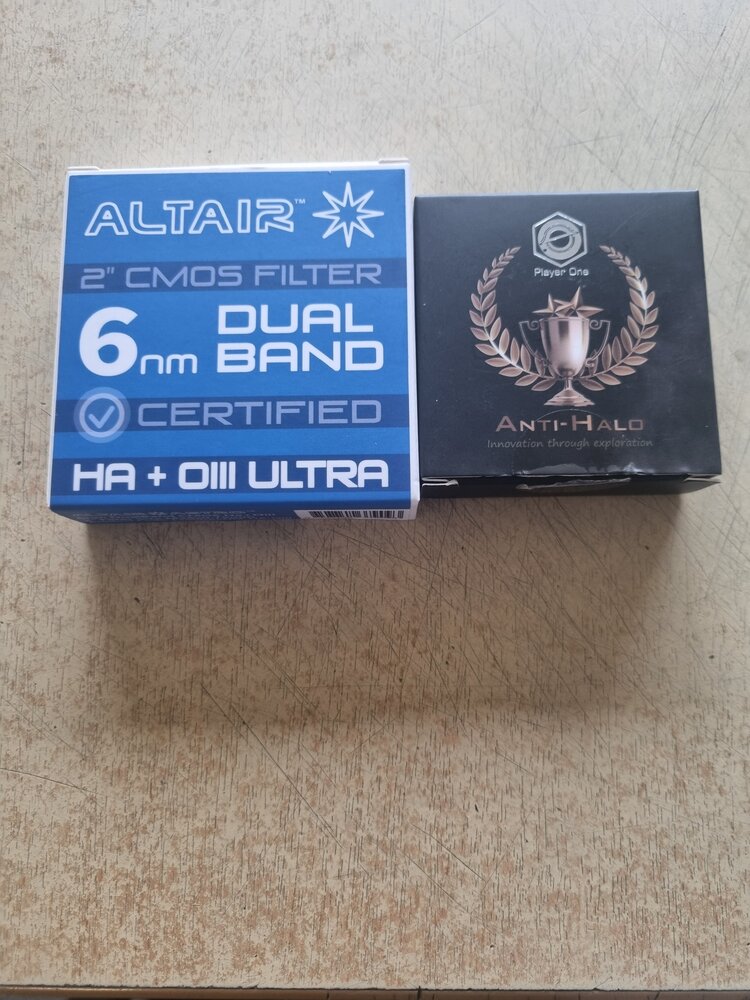 ALTAIR™
2" CMOS FILTER
6nm DUAL BAND
CERTIFIED
HA + OIII ULTRA
Player One
ANTI-HALO
Innovation through exploration